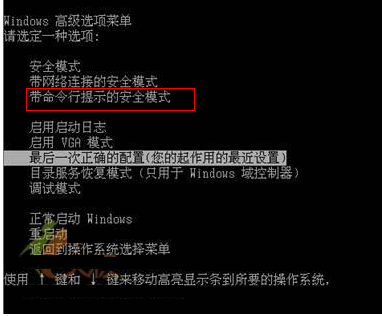 Windows 高级选项菜单
请选定一种选项:
安全模式
带网络连接的安全模式
带命令行提示的安全模式
启用启动日志
启用 VGA 模式
最后一次正确的配置(您的起作用的最近设置)
目录服务恢复模式(只用于 Windows 域控制器)
调试模式
正常启动 Windows
重启动
返回到操作系统选择菜单
使用 ↑ 键和 ↓ 键来移动高亮显示条到所要的操作系统,